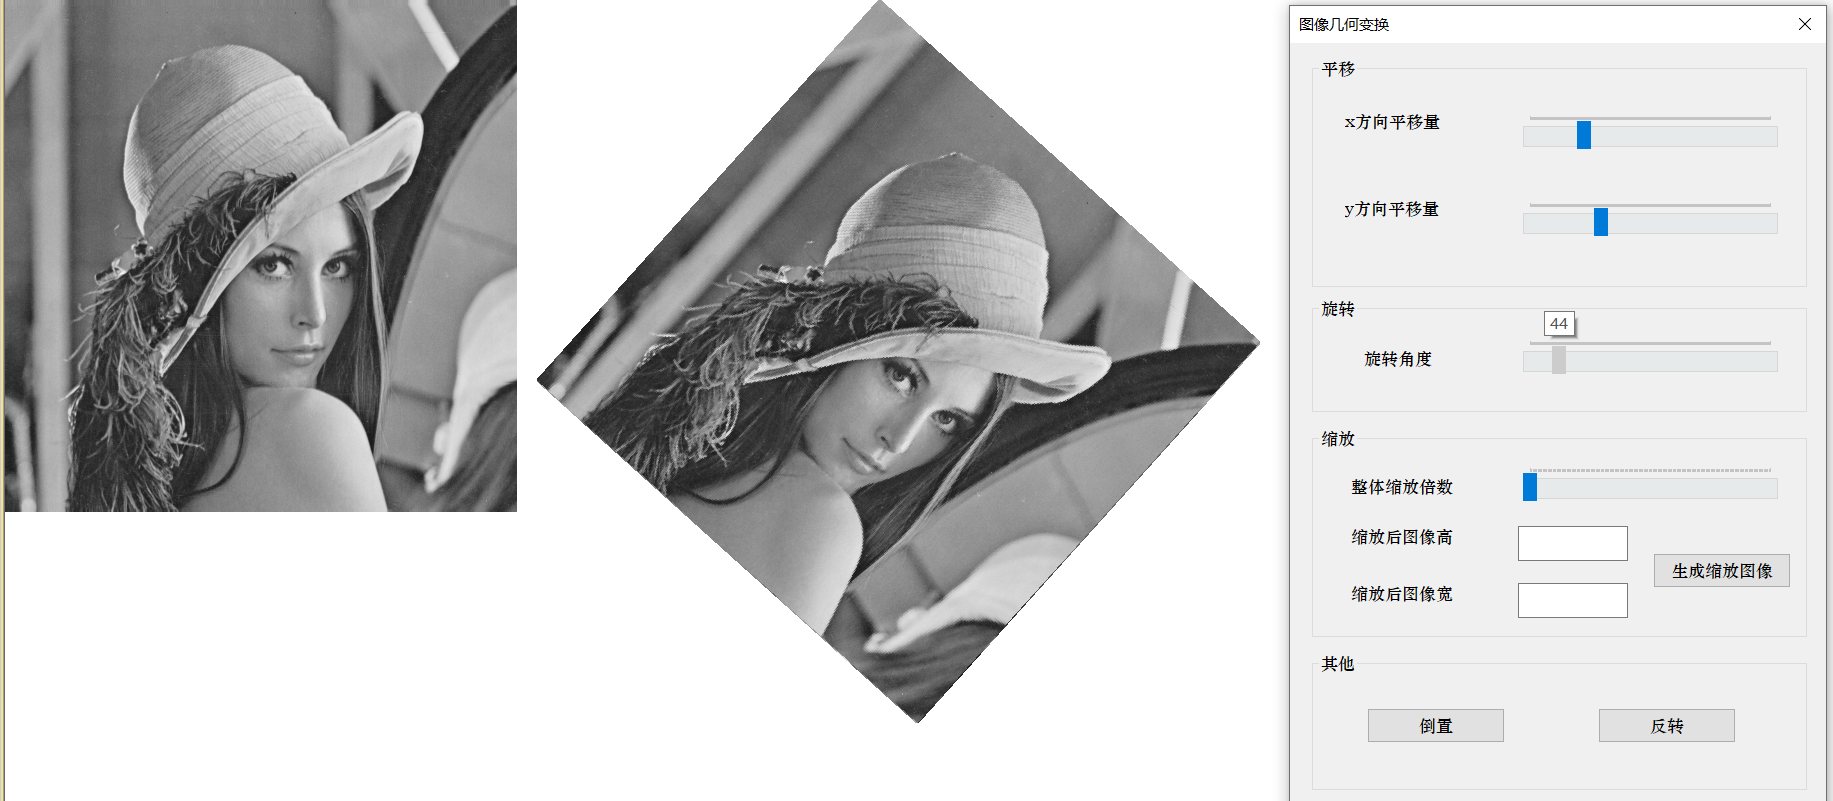 图像几何变换
平移
x方向平移量
y方向平移量
旋转
44
旋转角度
缩放
整体缩放倍数
缩放后图像高
生成缩放图像
缩放后图像宽
其他
倒置
反转